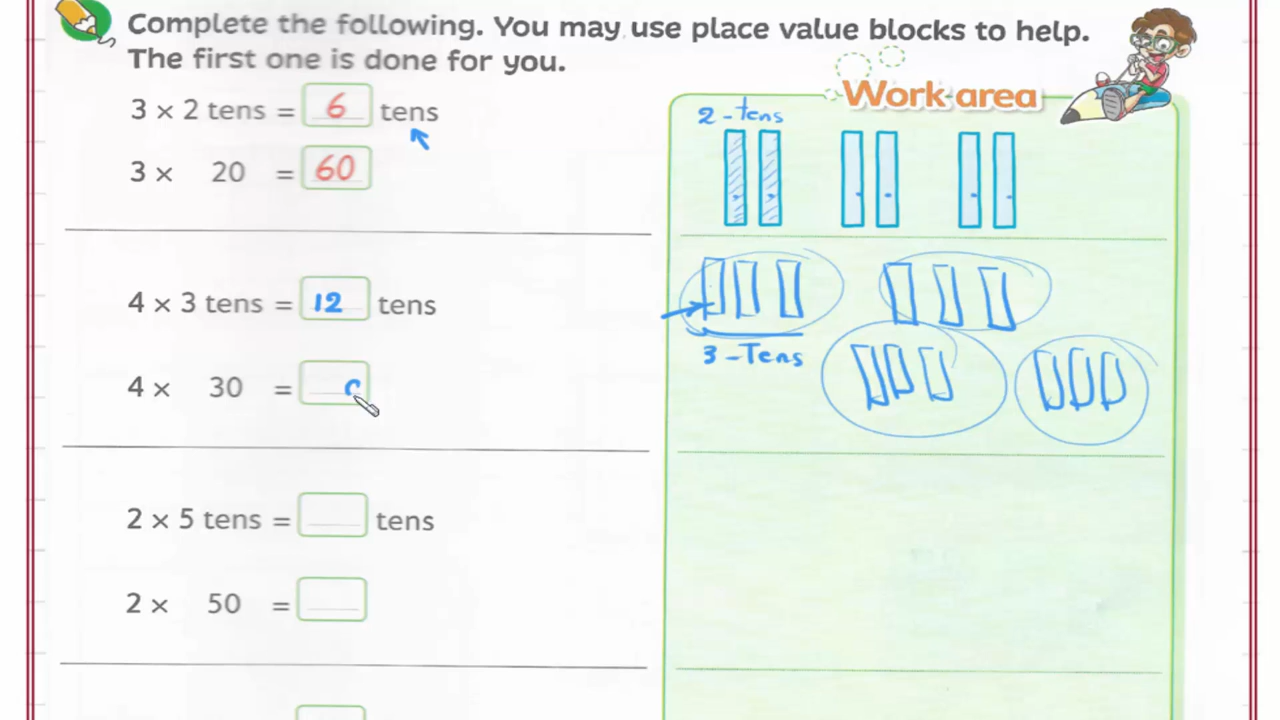 Complete the following. You may use place value blocks to help.
The first one is done for you.
Work area
3 × 2 tens = 6 tens
3 × 20 = 60
2 - tens
4 × 3 tens = 12 tens
3 - Tens
4 × 30 =
2 × 5 tens = tens
2 × 50 =